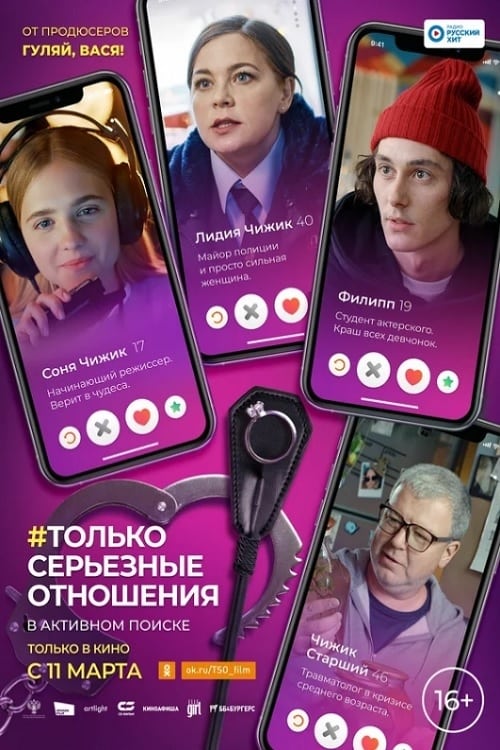 ОТ ПРОДЮСЕРОВ
ГУЛЯЙ, ВАСЯ!
РАДИО
РУССКИЙ
ХИТ
9:41
Лидия Чижик 40
Майор полиции
и просто сильная
женщина.
Филипп 19
Студент актерского.
Краш всех девчонок.
Соня Чижик 17
Начинающий режиссер.
Верит в чудеса.
#ТОЛЬКО
СЕРЬЕЗНЫЕ
ОТНОШЕНИЯ
В АКТИВНОМ ПОИСКЕ
ТОЛЬКО В КИНО
С 11 МАРТА
ok.ru/TSO_film
Чижик
Старший 46
Травматолог в кризисе
среднего возраста.
16+
artlight
КИНОАФИША
girl
ББ&БУРГЕРС